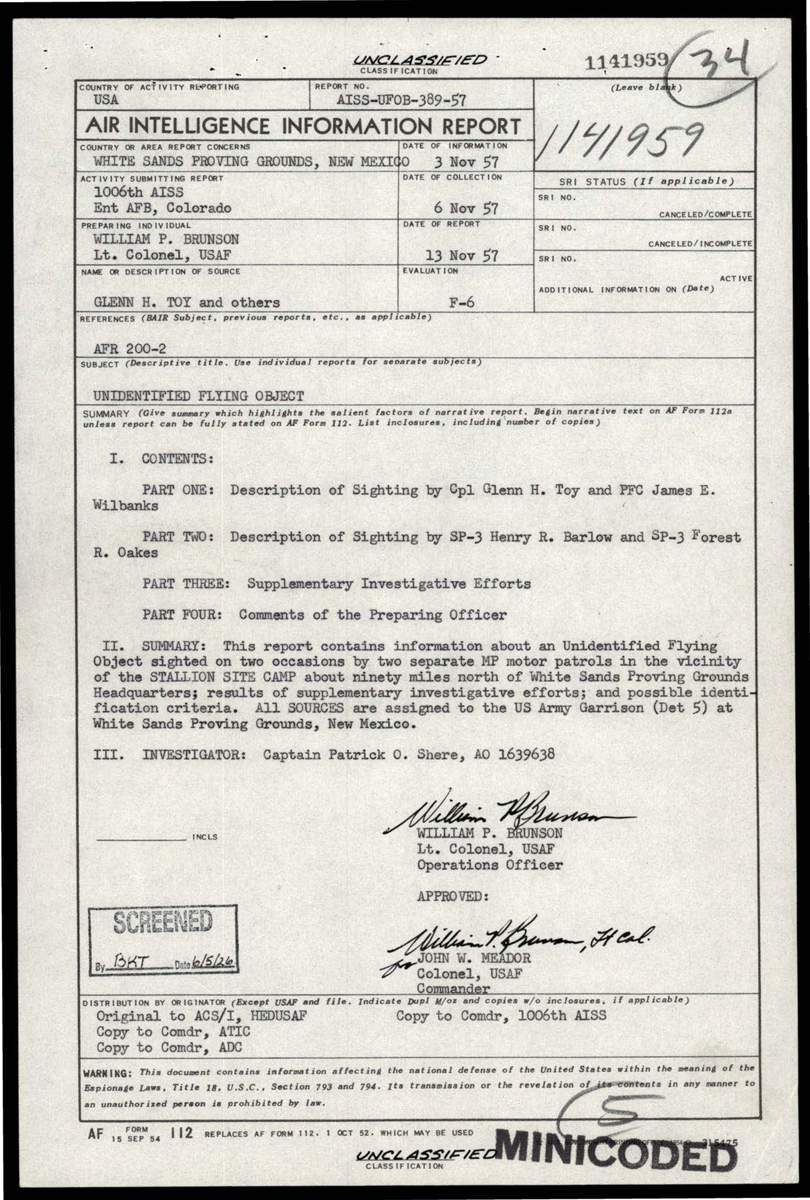 UNCLASSIFIED
CLASSIFICATION
1141959
34
COUNTRY OF ACTIVITY REPORTING
USA
REPORT NO.
AISS-UFOB-389-57
(Leave blank)
AIR INTELLIGENCE INFORMATION REPORT
1141959
COUNTRY OR AREA REPORT CONCERNS
WHITE SANDS PROVING GROUNDS, NEW MEXICO
DATE OF INFORMATION
3 Nov 57
ACTIVITY SUBMITTING REPORT
1006th AISS
Ent AFB, Colorado
DATE OF COLLECTION
6 Nov 57
SRI STATUS (If applicable)
SRI NO.
CANCELED/COMPLETE
PREPARING INDIVIDUAL
WILLIAM P. BRUNSON
Lt. Colonel, USAF
DATE OF REPORT
13 Nov 57
SRI NO.
CANCELED/INCOMPLETE
SRI NO.
ACTIVE
NAME OR DESCRIPTION OF SOURCE
GLENN H. TOY and others
EVALUATION
F-6
ADDITIONAL INFORMATION ON (Date)
REFERENCES (BAIR Subject, previous reports, etc., as applicable)
AFR 200-2
SUBJECT (Descriptive title. Use individual reports for separate subjects)
UNIDENTIFIED FLYING OBJECT
SUMMARY (Give summary which highlights the salient factors of narrative report. Begin narrative text on AF Form 112a
unless report can be fully stated on AF Form 112. List inclosures, including number of copies)
I. CONTENTS:
PART ONE: Description of Sighting by Cpl Glenn H. Toy and PFC James E.
Wilbanks
PART TWO: Description of Sighting by SP-3 Henry R. Barlow and SP-3 Forest
R. Oakes
PART THREE: Supplementary Investigative Efforts
PART FOUR: Comments of the Preparing Officer
II. SUMMARY: This report contains information about an Unidentified Flying
Object sighted on two occasions by two separate MP motor patrols in the vicinity
of the STALLION SITE CAMP about ninety miles north of White Sands Proving Grounds
Headquarters; results of supplementary investigative efforts; and possible identi-
fication criteria. All SOURCES are assigned to the US Army Garrison (Det 5) at
White Sands Proving Grounds, New Mexico.
III. INVESTIGATOR: Captain Patrick O. Shere, AO 1639638
William P. Brunson
INCLS
WILLIAM P. BRUNSON
Lt. Colonel, USAF
Operations Officer
APPROVED:
SCREENED
By BKT Date 6/5/26
William P. Brunson, Lt Col.
for JOHN W. MEADOR
Colonel, USAF
Commander
DISTRIBUTION BY ORIGINATOR (Except USAF and file. Indicate Dupl M/oz and copies w/o inclosures, if applicable)
Original to ACS/I, HEDUSAF
Copy to Comdr, 1006th AISS
Copy to Comdr, ATIC
Copy to Comdr, ADC
WARNING: This document contains information affecting the national defense of the United States within the meaning of the
Espionage Laws, Title 18, U.S.C., Section 793 and 794. Its transmission or the revelation of its contents in any manner to
an unauthorized person is prohibited by law.
5
AF FORM 15 SEP 54 112 REPLACES AF FORM 112, 1 OCT 52, WHICH MAY BE USED
UNCLASSIFIED
CLASSIFICATION
MINICODED